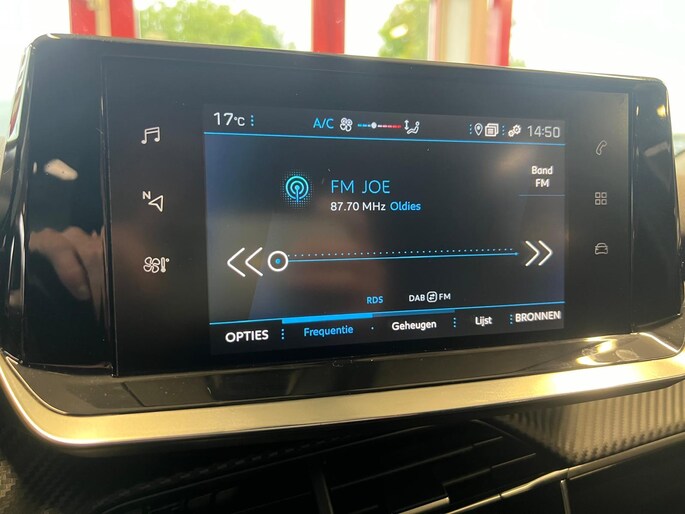 17°C A/C 14:50
N
FM JOE
Band
FM
87.70 MHz Oldies
RDS DAB FM
OPTIES Frequentie Geheugen Lijst BRONNEN